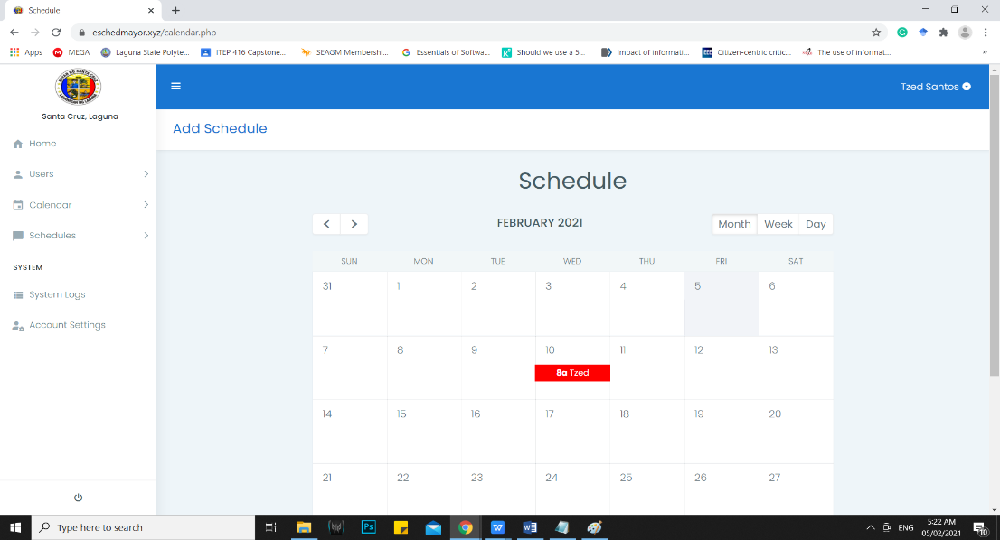 Schedule
eschedmayor.xyz/calendar.php
Apps MEGA Laguna State Polyte... ITEP 416 Capstone... SEAGM Membershi... Essentials of Softwa... Should we use a 5... Impact of informati... Citizen-centric critic... The use of informat... »
Santa Cruz, Laguna
Tzed Santos
Add Schedule
Home
Users
Calendar
Schedules
SYSTEM
System Logs
Account Settings
Schedule
FEBRUARY 2021
Month Week Day
SUN MON TUE WED THU FRI SAT
31 1 2 3 4 5 6
7 8 9 10 11 12 13
8a Tzed
14 15 16 17 18 19 20
21 22 23 24 25 26 27
Type here to search
Ps
W
ENG
5:22 AM
05/02/2021
10